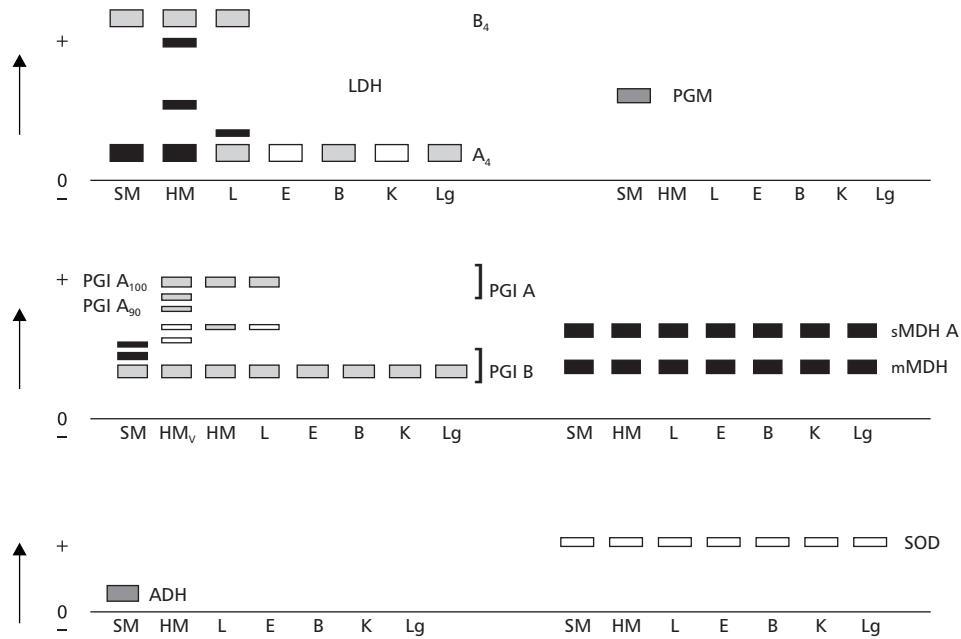 B₄
+
LDH
PGM
A₄
0
–
SM HM L E B K Lg
SM HM L E B K Lg
+
PGI A₁₀₀
PGI A
PGI A₉₀
sMDH A
PGI B
mMDH
0
–
SM HMᵥ HM L E B K Lg
SM HM L E B K Lg
+
SOD
ADH
0
–
SM HM L E B K Lg
SM HM L E B K Lg